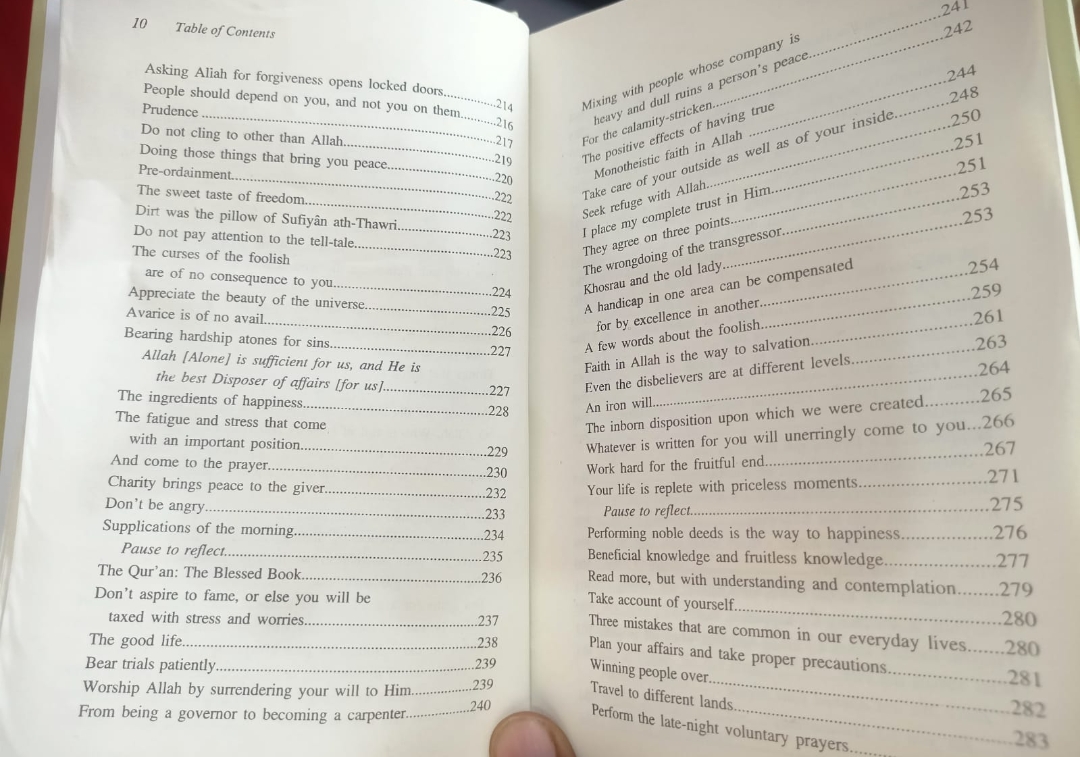 10 Table of Contents
Asking Allah for forgiveness opens locked doors..............214
People should depend on you, and not you on them.........216
Prudence ..............217
Do not cling to other than Allah..............219
Doing those things that bring you peace..............220
Pre-ordainment..............222
The sweet taste of freedom..............222
Dirt was the pillow of Sufiyân ath-Thawri..............223
Do not pay attention to the tell-tale..............223
The curses of the foolish
are of no consequence to you..............224
Appreciate the beauty of the universe..............225
Avarice is of no avail..............226
Bearing hardship atones for sins..............227
Allah [Alone] is sufficient for us, and He is
the best Disposer of affairs [for us]..............227
The ingredients of happiness..............228
The fatigue and stress that come
with an important position..............229
And come to the prayer..............230
Charity brings peace to the giver..............232
Don't be angry..............233
Supplications of the morning..............234
Pause to reflect..............235
The Qur'an: The Blessed Book..............236
Don't aspire to fame, or else you will be
taxed with stress and worries..............237
The good life..............238
Bear trials patiently..............239
Worship Allah by surrendering your will to Him..............239
From being a governor to becoming a carpenter..............240
Mixing with people whose company is
heavy and dull ruins a person's peace..............241
For the calamity-stricken..............242
The positive effects of having true
Monotheistic faith in Allah ..............244
Take care of your outside as well as of your inside..........248
Seek refuge with Allah..............250
I place my complete trust in Him..............251
They agree on three points..............251
The wrongdoing of the transgressor..............253
Khosrau and the old lady..............253
A handicap in one area can be compensated
for by excellence in another..............254
A few words about the foolish..............259
Faith in Allah is the way to salvation..............261
Even the disbelievers are at different levels..............263
An iron will..............264
The inborn disposition upon which we were created..........265
Whatever is written for you will unerringly come to you...266
Work hard for the fruitful end..............267
Your life is replete with priceless moments..............271
Pause to reflect..............275
Performing noble deeds is the way to happiness..............276
Beneficial knowledge and fruitless knowledge..............277
Read more, but with understanding and contemplation........279
Take account of yourself..............280
Three mistakes that are common in our everyday lives.......280
Plan your affairs and take proper precautions..............281
Winning people over..............282
Travel to different lands..............283
Perform the late-night voluntary prayers..............